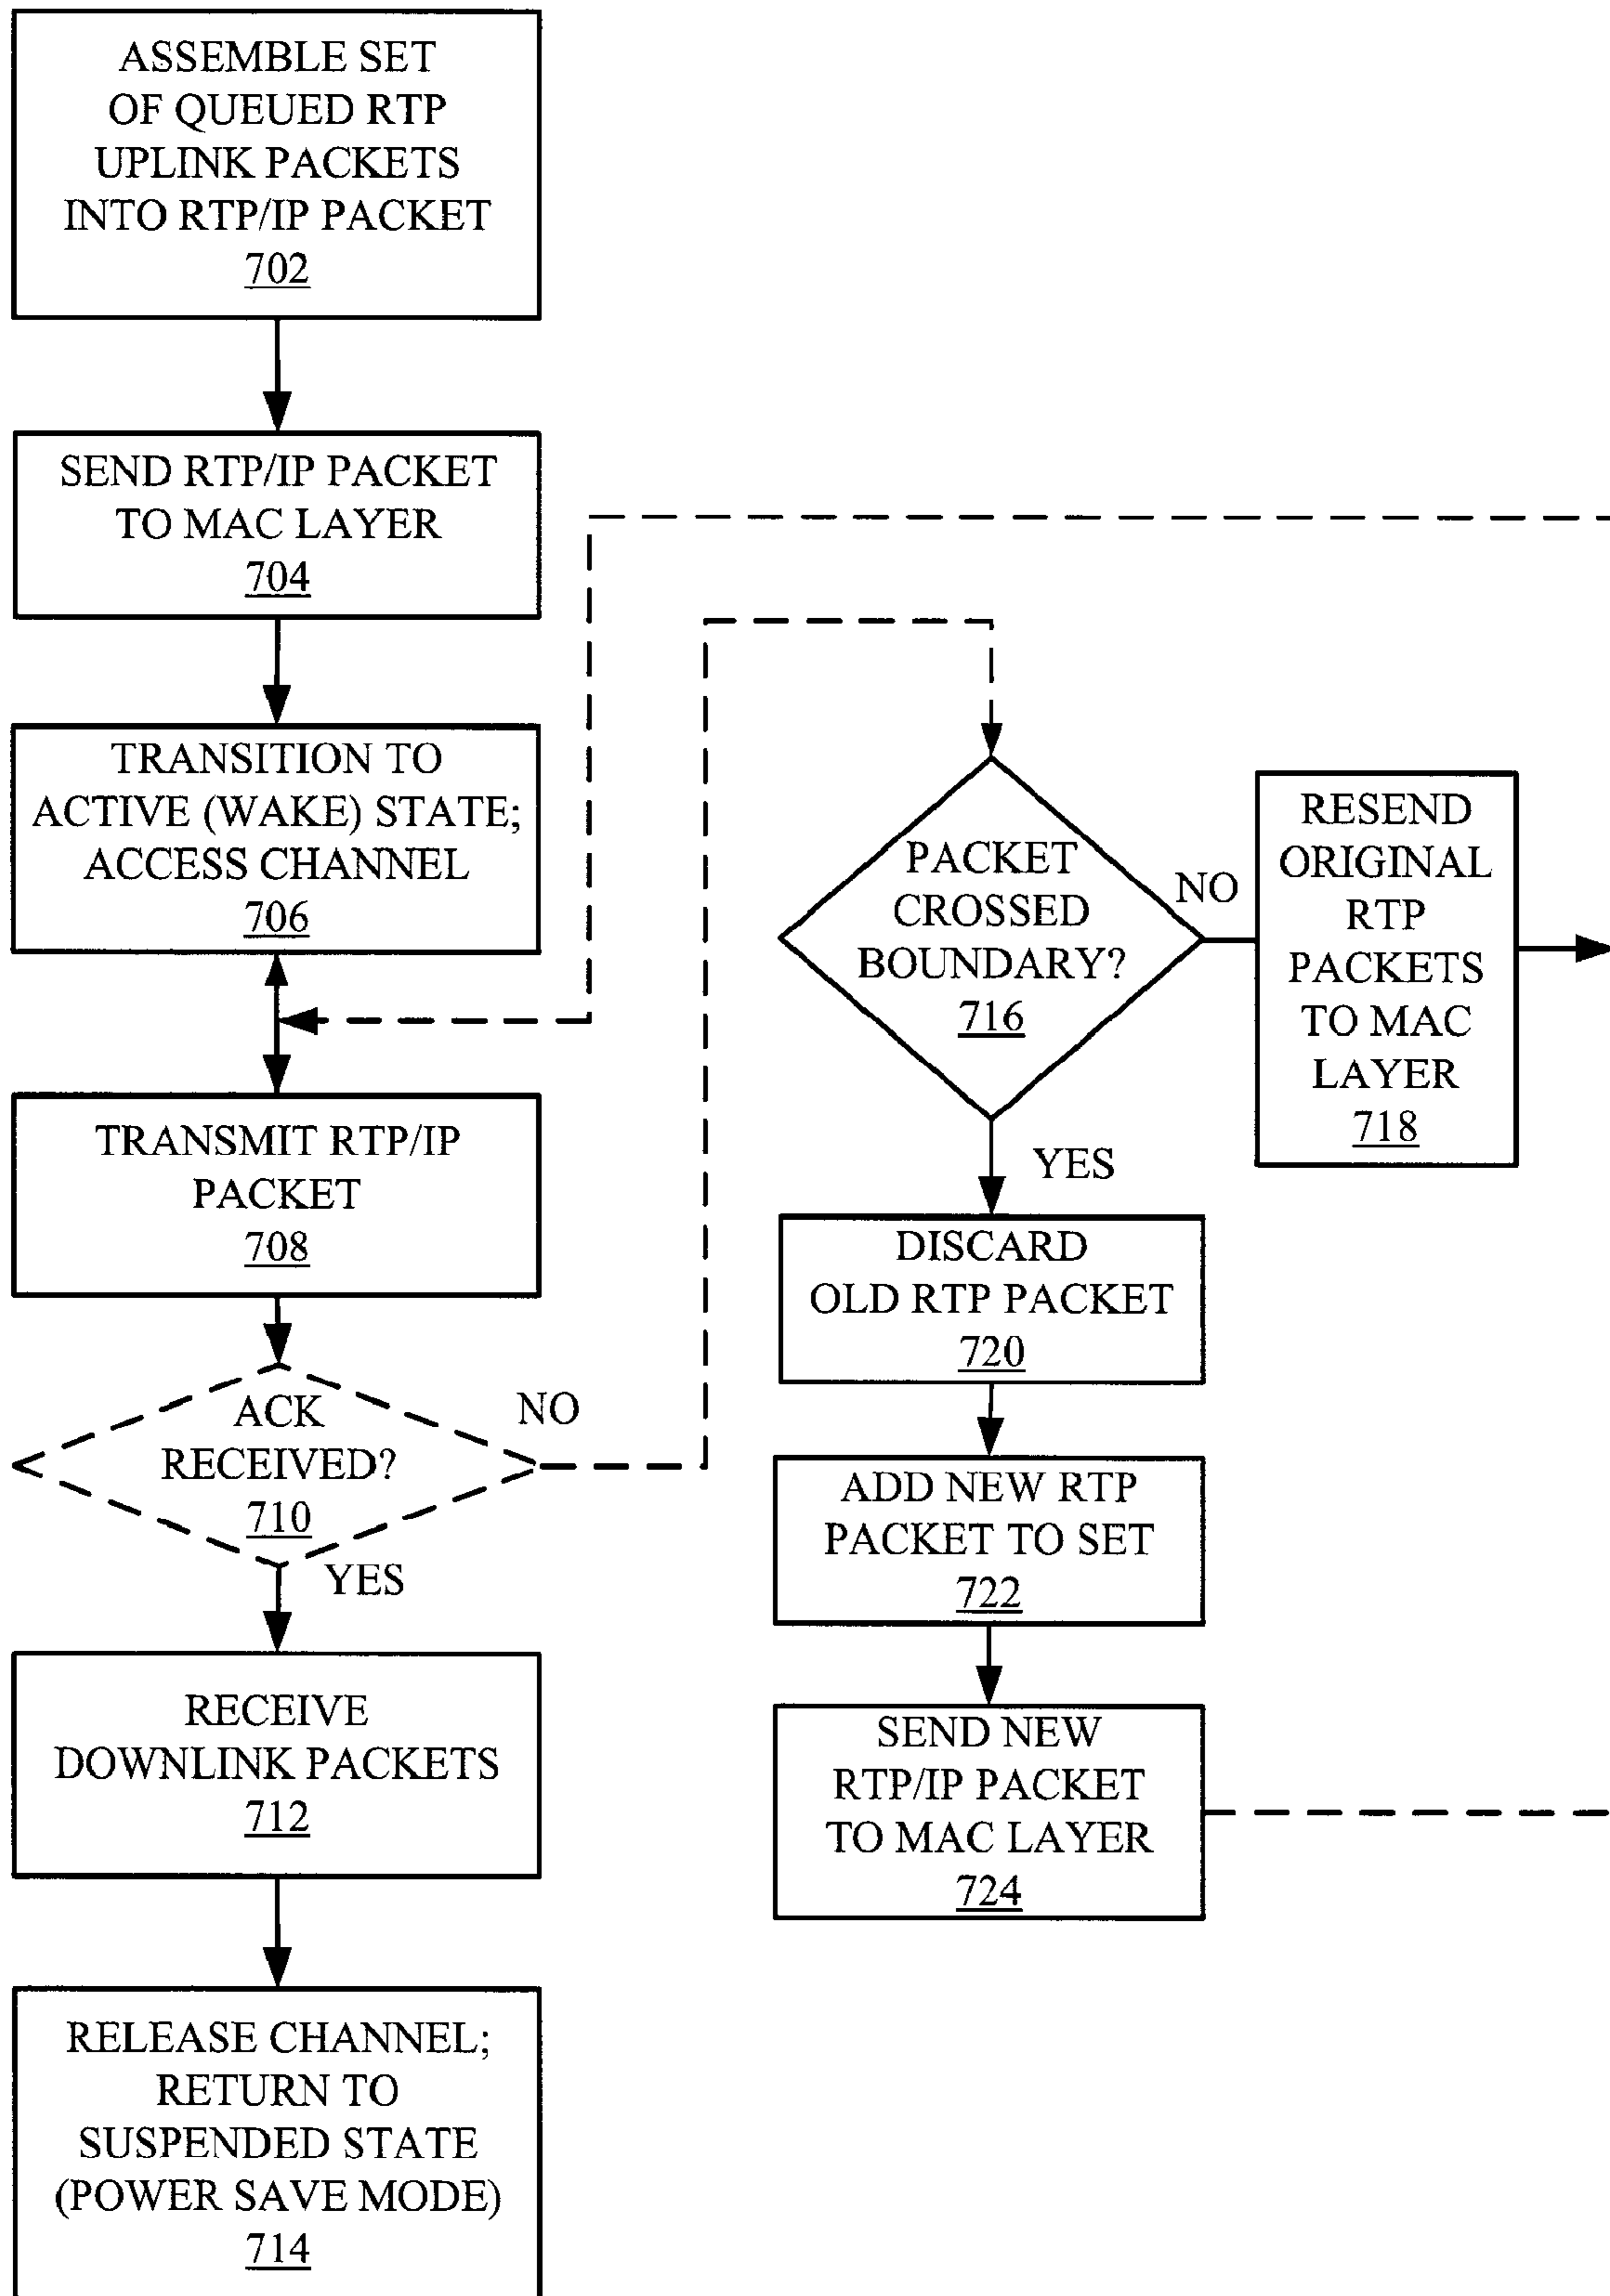 ASSEMBLE SET
OF QUEUED RTP
UPLINK PACKETS
INTO RTP/IP PACKET
702
SEND RTP/IP PACKET
TO MAC LAYER
704
TRANSITION TO
ACTIVE (WAKE) STATE;
ACCESS CHANNEL
706
TRANSMIT RTP/IP
PACKET
708
ACK
RECEIVED?
710
NO
YES
RECEIVE
DOWNLINK PACKETS
712
RELEASE CHANNEL;
RETURN TO
SUSPENDED STATE
(POWER SAVE MODE)
714
PACKET
CROSSED
BOUNDARY?
716
NO
YES
RESEND
ORIGINAL
RTP
PACKETS
TO MAC
LAYER
718
DISCARD
OLD RTP PACKET
720
ADD NEW RTP
PACKET TO SET
722
SEND NEW
RTP/IP PACKET
TO MAC LAYER
724